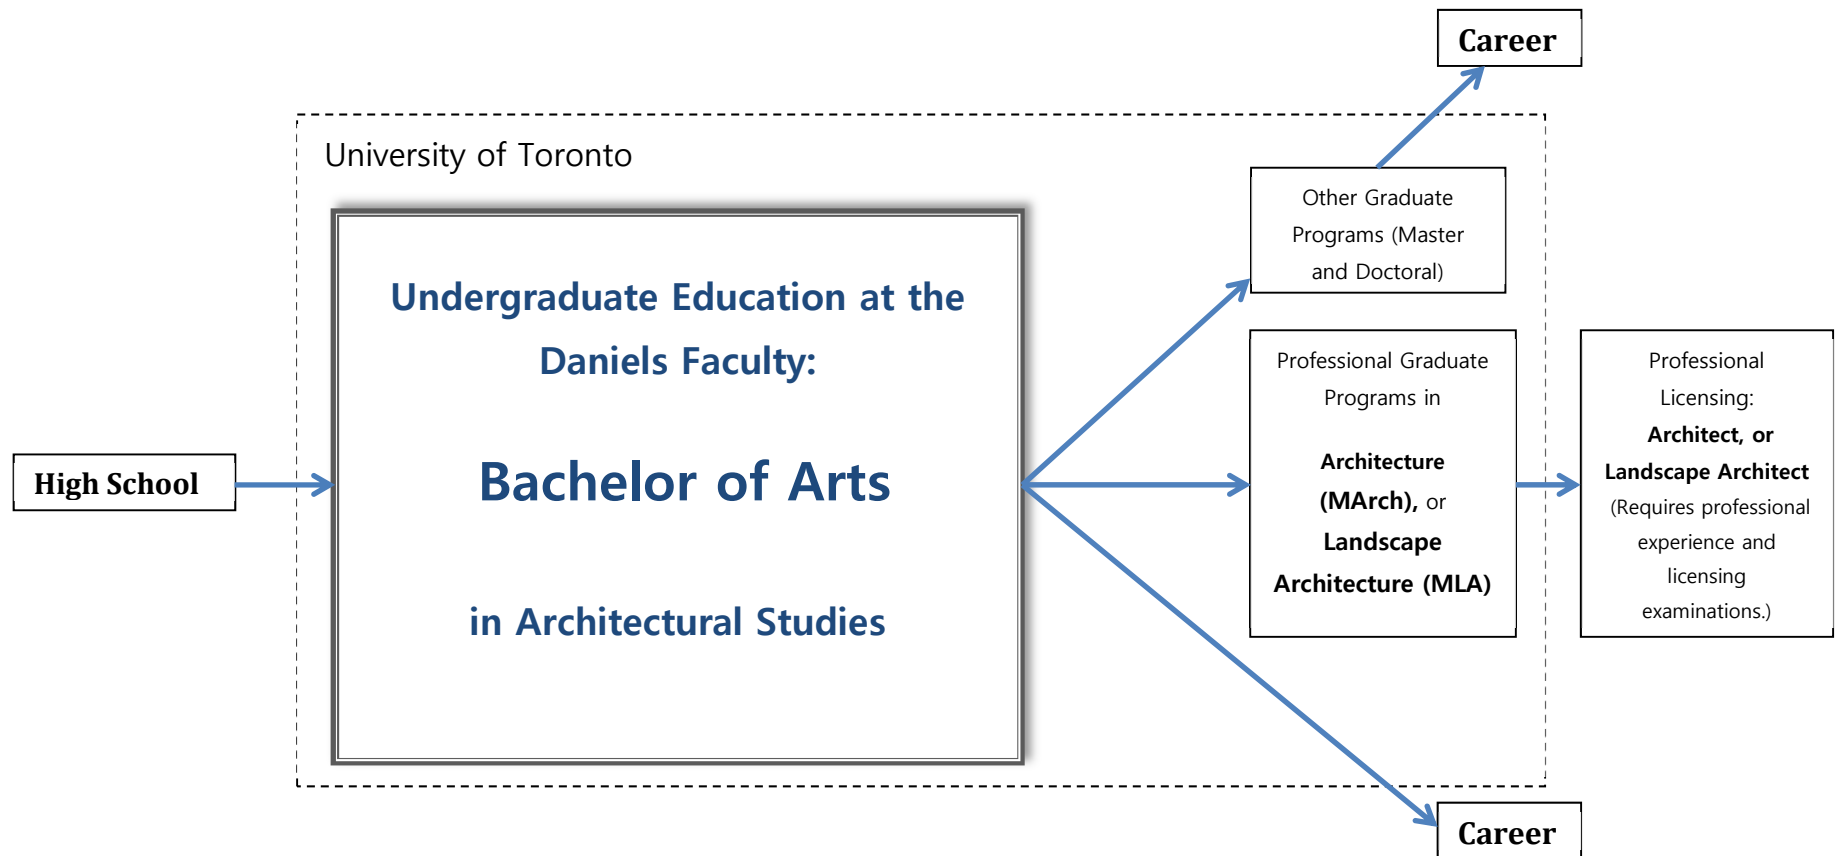 Career
University of Toronto
Other Graduate
Programs (Master
and Doctoral)
Undergraduate Education at the
Daniels Faculty:
Bachelor of Arts
in Architectural Studies
High School
Professional Graduate
Programs in
Architecture
(MArch), or
Landscape
Architecture (MLA)
Professional
Licensing:
Architect, or
Landscape Architect
(Requires professional
experience and
licensing
examinations.)
Career